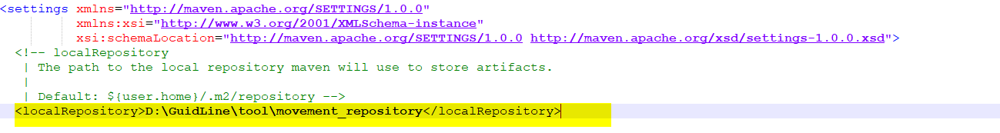 <settings xmlns="http://maven.apache.org/SETTINGS/1.0.0"
xmlns:xsi="http://www.w3.org/2001/XMLSchema-instance"
xsi:schemaLocation="http://maven.apache.org/SETTINGS/1.0.0 http://maven.apache.org/xsd/settings-1.0.0.xsd">
<!-- localRepository
| The path to the local repository maven will use to store artifacts.
|
| Default: ${user.home}/.m2/repository -->
<localRepository>D:\GuidLine\tool\movement_repository</localRepository>